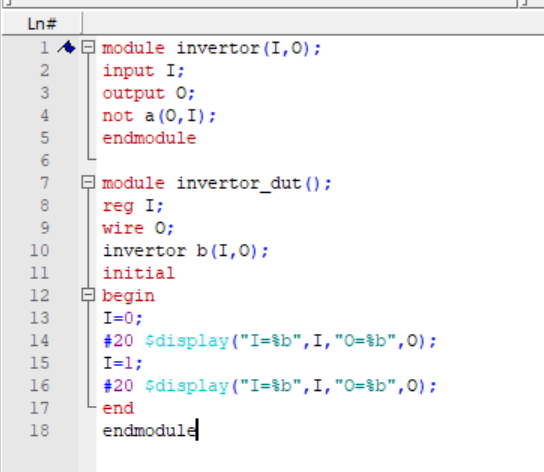 Ln#
1 module invertor(I,O);
2 input I;
3 output O;
4 not a(O,I);
5 endmodule
6
7 module invertor_dut();
8 reg I;
9 wire O;
10 invertor b(I,O);
11 initial
12 begin
13 I=0;
14 #20 $display("I=%b",I,"O=%b",O);
15 I=1;
16 #20 $display("I=%b",I,"O=%b",O);
17 end
18 endmodule